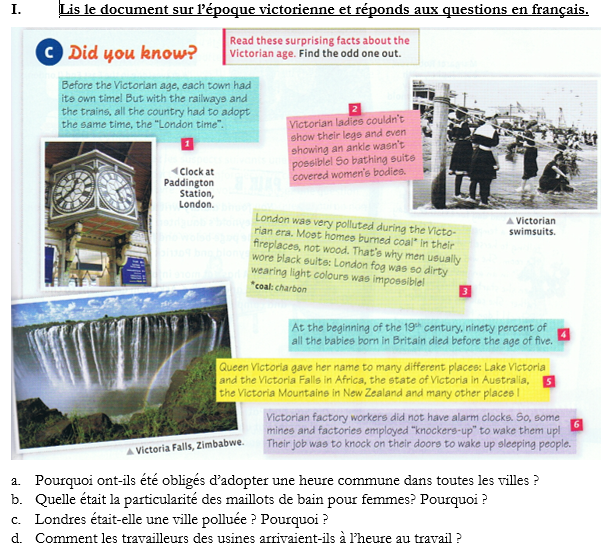 I. Lis le document sur l'époque victorienne et réponds aux questions en français.
C Did you know?
Read these surprising facts about the
Victorian age. Find the odd one out.
Before the Victorian age, each town had
its own time! But with the railways and
the trains, all the country had to adopt
the same time, the "London time".
1
◄ Clock at
Paddington
Station,
London.
2
Victorian ladies couldn't
show their legs and even
showing an ankle wasn't
possible! So bathing suits
covered women's bodies.
▲ Victorian
swimsuits.
London was very polluted during the Victo-
rian era. Most homes burned coal* in their
fireplaces, not wood. That's why men usually
wore black suits: London fog was so dirty
wearing light colours was impossible!
*coal: charbon
3
At the beginning of the 19th century, ninety percent of
all the babies born in Britain died before the age of five.
4
Queen Victoria gave her name to many different places: Lake Victoria
and the Victoria Falls in Africa, the state of Victoria in Australia,
the Victoria Mountains in New Zealand and many other places !
5
Victorian factory workers did not have alarm clocks. So, some
mines and factories employed "knockers-up" to wake them up!
Their job was to knock on their doors to wake up sleeping people.
6
▲ Victoria Falls, Zimbabwe.
a. Pourquoi ont-ils été obligés d'adopter une heure commune dans toutes les villes ?
b. Quelle était la particularité des maillots de bain pour femmes? Pourquoi ?
c. Londres était-elle une ville polluée ? Pourquoi ?
d. Comment les travailleurs des usines arrivaient-ils à l'heure au travail ?